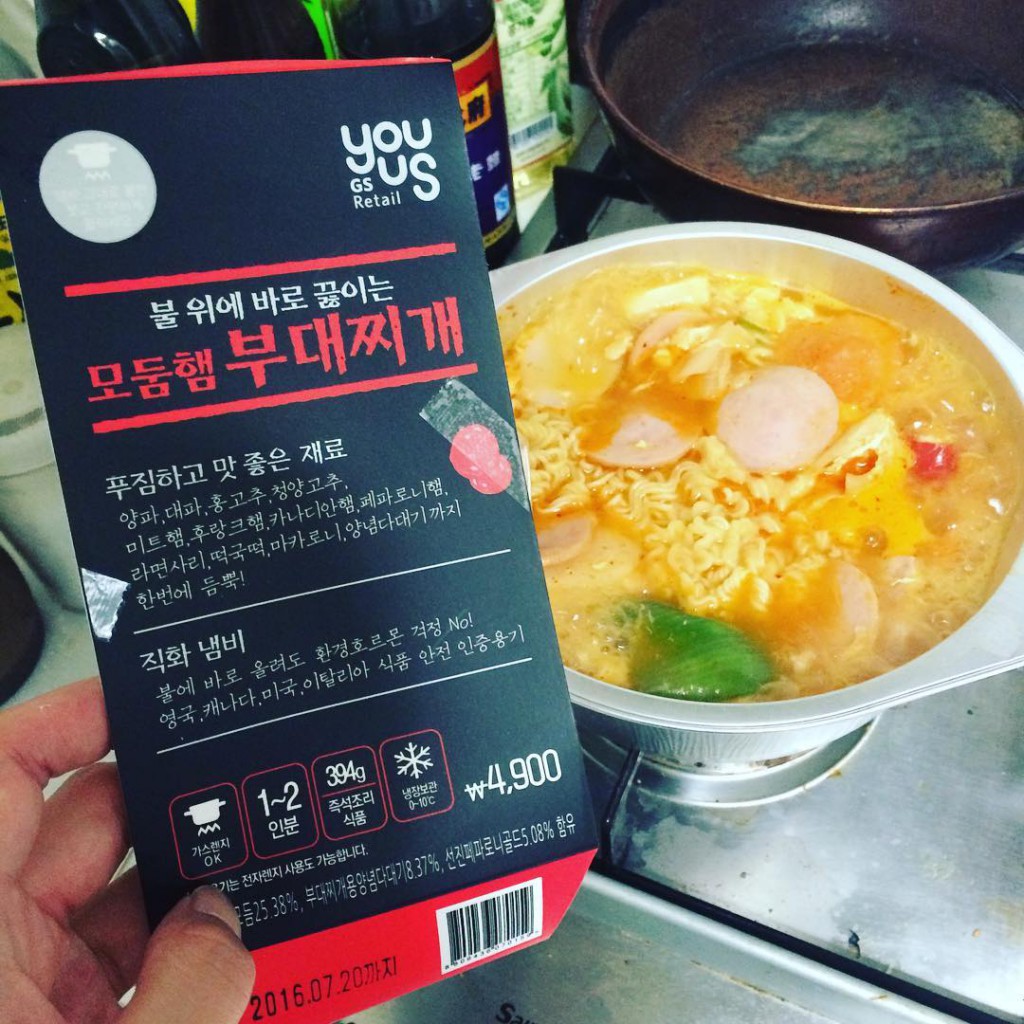 you
us
GS
Retail
불 위에 바로 끓이는
모둠햄 부대찌개
푸짐하고 맛 좋은 재료
양파,대파,홍고추,청양고추,
미트햄,후랑크햄,카나디안햄,페파로니햄,
라면사리,떡국떡,마카로니,양념다대기까지
한번에 듬뿍!
직화 냄비
불에 바로 올려도 환경호르몬 걱정 No!
영국,캐나다,미국,이탈리아 식품 안전 인증용기
가스렌지
OK
1~2
인분
394g
즉석조리
식품
냉장보관
0~10℃
₩4,900
기는 전자렌지 사용도 가능합니다.
모듬25.38%, 부대찌개용양념다대기8.37%, 선진페파로니골드5.08% 함유
2016.07.20까지